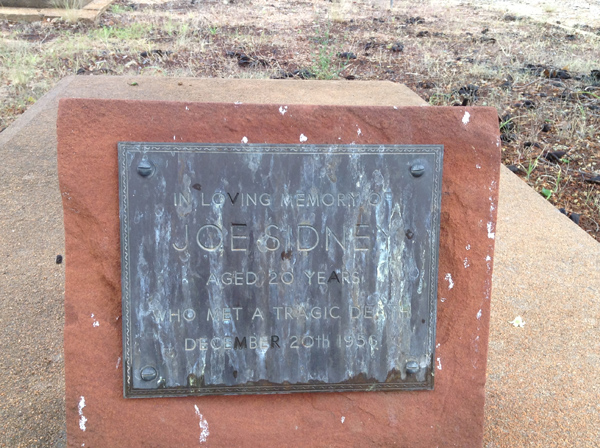 IN LOVING MEMORY OF
JOE SIDNEY
AGED 20 YEARS
WHO MET A TRAGIC DEATH
DECEMBER 20th 1956